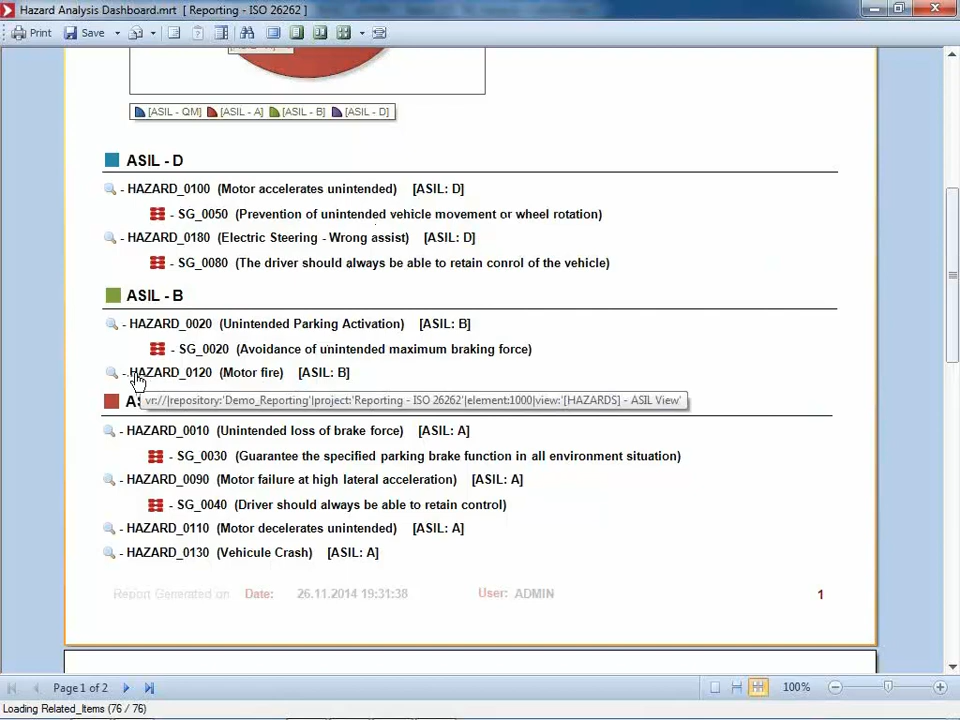 Hazard Analysis Dashboard.mrt [ Reporting - ISO 26262 ]
Print Save
[ASIL - QM] [ASIL - A] [ASIL - B] [ASIL - D]
ASIL - D
- HAZARD_0100 (Motor accelerates unintended) [ASIL: D]
- SG_0050 (Prevention of unintended vehicle movement or wheel rotation)
- HAZARD_0180 (Electric Steering - Wrong assist) [ASIL: D]
- SG_0080 (The driver should always be able to retain conrol of the vehicle)
ASIL - B
- HAZARD_0020 (Unintended Parking Activation) [ASIL: B]
- SG_0020 (Avoidance of unintended maximum braking force)
- HAZARD_0120 (Motor fire) [ASIL: B]
vr://|repository:'Demo_Reporting'|project:'Reporting - ISO 26262'|element:1000|view:'[HAZARDS] - ASIL View'
- HAZARD_0010 (Unintended loss of brake force) [ASIL: A]
- SG_0030 (Guarantee the specified parking brake function in all environment situation)
- HAZARD_0090 (Motor failure at high lateral acceleration) [ASIL: A]
- SG_0040 (Driver should always be able to retain control)
- HAZARD_0110 (Motor decelerates unintended) [ASIL: A]
- HAZARD_0130 (Vehicule Crash) [ASIL: A]
Report Generated on Date: 26.11.2014 19:31:38 User: ADMIN 1
Page 1 of 2 100%
Loading Related_Items (76 / 76)